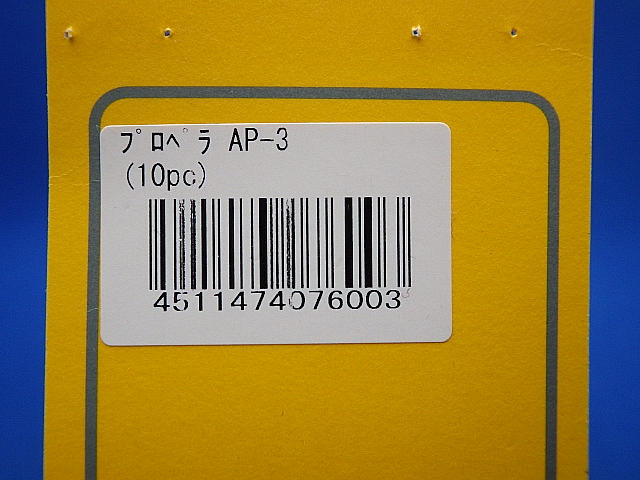 ﾌﾟﾛﾍﾟﾗ AP-3
(10pc)
4511474076003